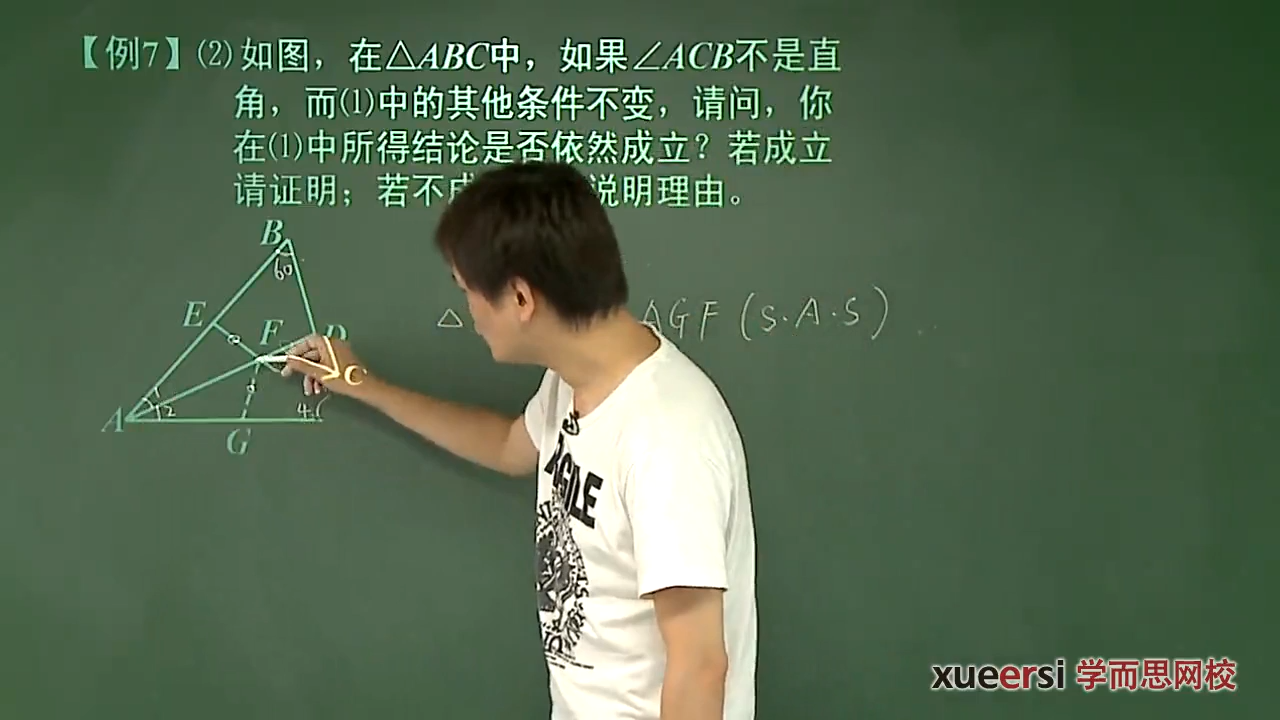 【例7】⑵如图，在△ABC中，如果∠ACB不是直
角，而⑴中的其他条件不变，请问，你
在⑴中所得结论是否依然成立？若成立
请证明；若不 说明理由。
B
60
E
F
D
C
A
1
2
G
△ AGF (S.A.S)
xueersi 学而思网校